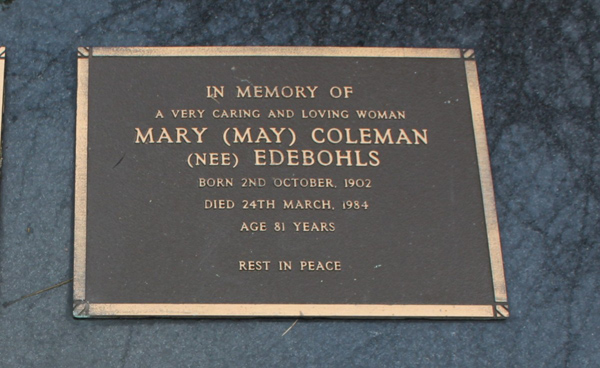 IN MEMORY OF
A VERY CARING AND LOVING WOMAN
MARY (MAY) COLEMAN
(NEE) EDEBOHLS
BORN 2ND OCTOBER, 1902
DIED 24TH MARCH, 1984
AGE 81 YEARS
REST IN PEACE